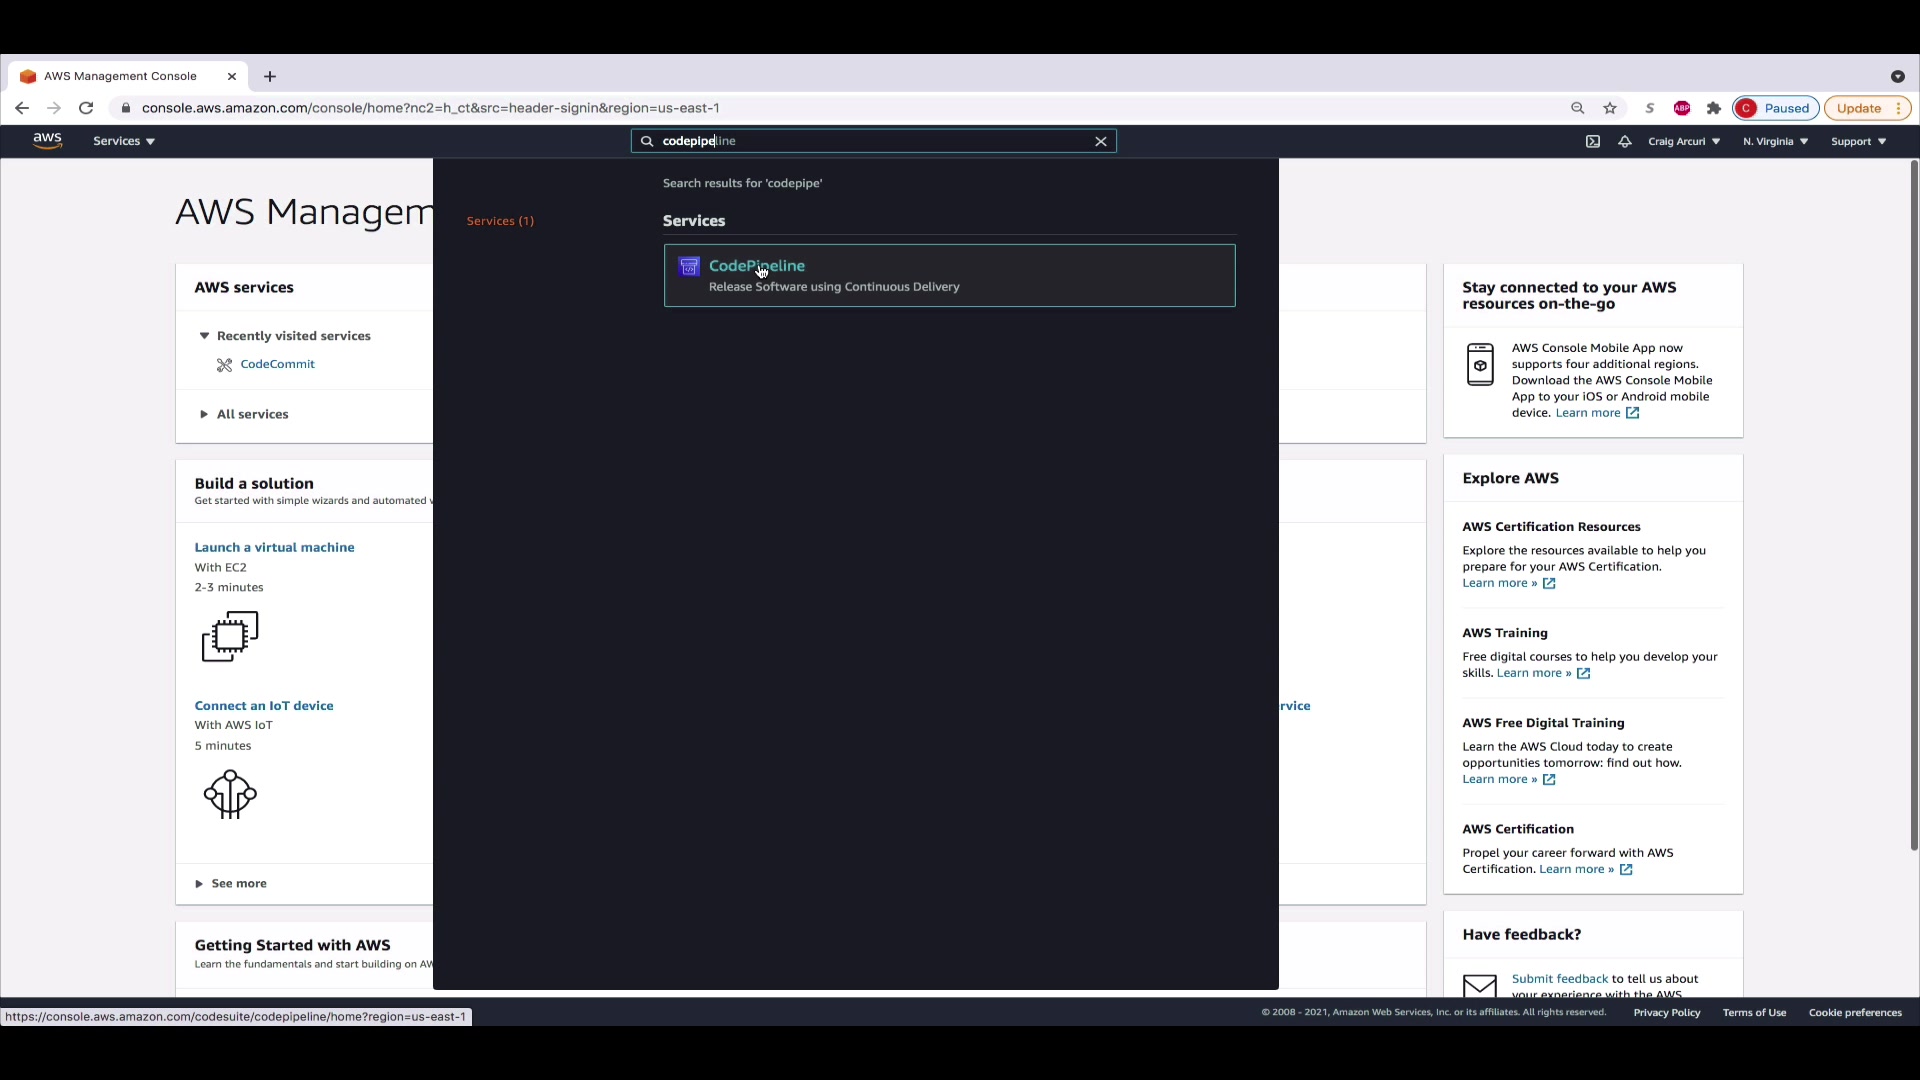 AWS Management Console
console.aws.amazon.com/console/home?nc2=h_ct&src=header-signin&region=us-east-1
S
ABP
C Paused
Update
aws
Services
codepipeline
Craig Arcuri
N. Virginia
Support
AWS Managem
Search results for 'codepipe'
Services (1)
Services
CodePipeline
Release Software using Continuous Delivery
AWS services
Recently visited services
CodeCommit
All services
Build a solution
Get started with simple wizards and automated
Launch a virtual machine
With EC2
2-3 minutes
Connect an IoT device
With AWS IoT
5 minutes
rvice
See more
Getting Started with AWS
Learn the fundamentals and start building on AW
Stay connected to your AWS
resources on-the-go
AWS Console Mobile App now
supports four additional regions.
Download the AWS Console Mobile
App to your iOS or Android mobile
device. Learn more
Explore AWS
AWS Certification Resources
Explore the resources available to help you
prepare for your AWS Certification.
Learn more »
AWS Training
Free digital courses to help you develop your
skills. Learn more »
AWS Free Digital Training
Learn the AWS Cloud today to create
opportunities tomorrow: find out how.
Learn more »
AWS Certification
Propel your career forward with AWS
Certification. Learn more »
Have feedback?
Submit feedback to tell us about
your experience with the AWS
https://console.aws.amazon.com/codesuite/codepipeline/home?region=us-east-1
© 2008 - 2021, Amazon Web Services, Inc. or its affiliates. All rights reserved.
Privacy Policy
Terms of Use
Cookie preferences